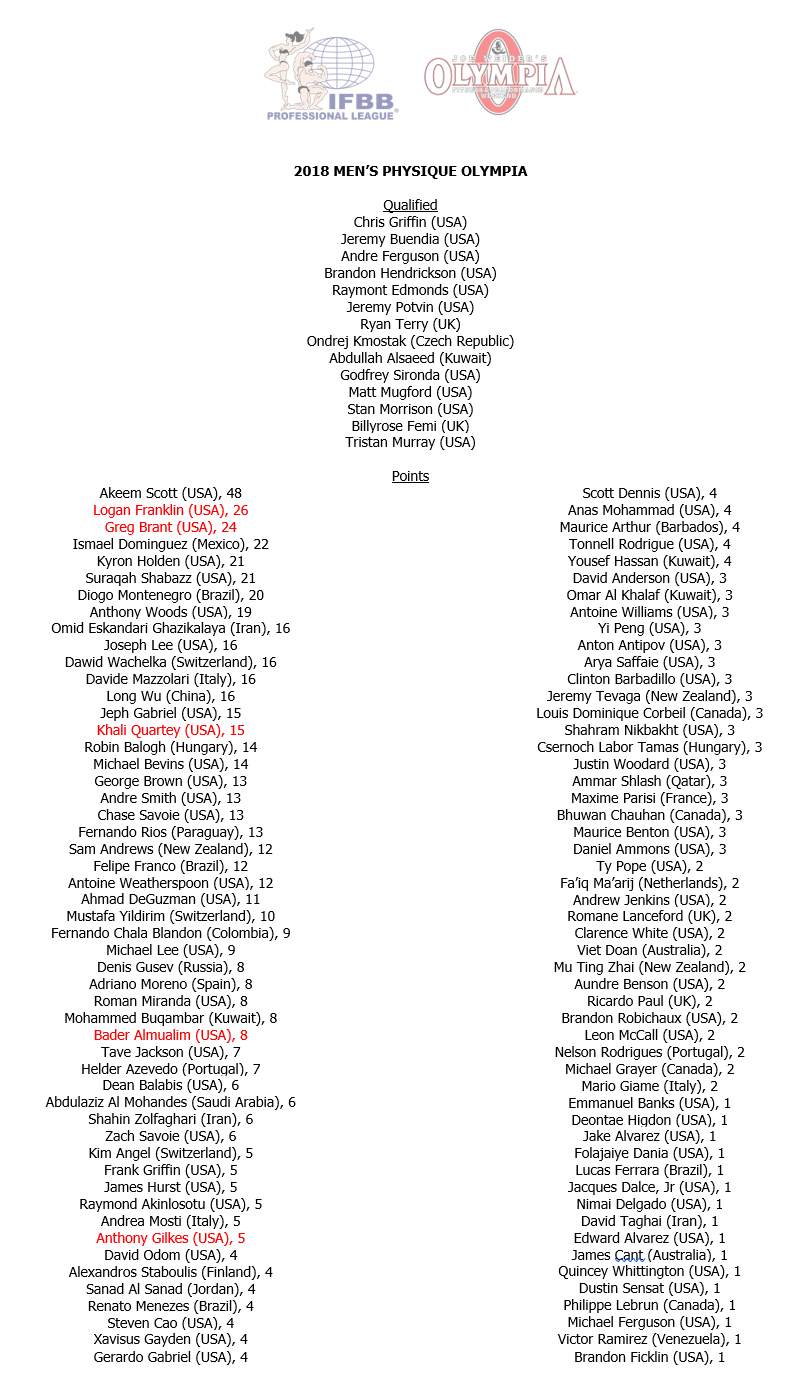 IFBB
PROFESSIONAL LEAGUE®
JOE WEIDER'S
OLYMPIA
2018 MEN’S PHYSIQUE OLYMPIA
Qualified
Chris Griffin (USA)
Jeremy Buendia (USA)
Andre Ferguson (USA)
Brandon Hendrickson (USA)
Raymont Edmonds (USA)
Jeremy Potvin (USA)
Ryan Terry (UK)
Ondrej Kmostak (Czech Republic)
Abdullah Alsaeed (Kuwait)
Godfrey Sironda (USA)
Matt Mugford (USA)
Stan Morrison (USA)
Billyrose Femi (UK)
Tristan Murray (USA)
Points
Akeem Scott (USA), 48
Logan Franklin (USA), 26
Greg Brant (USA), 24
Ismael Dominguez (Mexico), 22
Kyron Holden (USA), 21
Suraqah Shabazz (USA), 21
Diogo Montenegro (Brazil), 20
Anthony Woods (USA), 19
Omid Eskandari Ghazikalaya (Iran), 16
Joseph Lee (USA), 16
Dawid Wachelka (Switzerland), 16
Davide Mazzolari (Italy), 16
Long Wu (China), 16
Jeph Gabriel (USA), 15
Khali Quartey (USA), 15
Robin Balogh (Hungary), 14
Michael Bevins (USA), 14
George Brown (USA), 13
Andre Smith (USA), 13
Chase Savoie (USA), 13
Fernando Rios (Paraguay), 13
Sam Andrews (New Zealand), 12
Felipe Franco (Brazil), 12
Antoine Weatherspoon (USA), 12
Ahmad DeGuzman (USA), 11
Mustafa Yildirim (Switzerland), 10
Fernando Chala Blandon (Colombia), 9
Michael Lee (USA), 9
Denis Gusev (Russia), 8
Adriano Moreno (Spain), 8
Roman Miranda (USA), 8
Mohammed Buqambar (Kuwait), 8
Bader Almualim (USA), 8
Tave Jackson (USA), 7
Helder Azevedo (Portugal), 7
Dean Balabis (USA), 6
Abdulaziz Al Mohandes (Saudi Arabia), 6
Shahin Zolfaghari (Iran), 6
Zach Savoie (USA), 6
Kim Angel (Switzerland), 5
Frank Griffin (USA), 5
James Hurst (USA), 5
Raymond Akinlosotu (USA), 5
Andrea Mosti (Italy), 5
Anthony Gilkes (USA), 5
David Odom (USA), 4
Alexandros Staboulis (Finland), 4
Sanad Al Sanad (Jordan), 4
Renato Menezes (Brazil), 4
Steven Cao (USA), 4
Xavisus Gayden (USA), 4
Gerardo Gabriel (USA), 4
Scott Dennis (USA), 4
Anas Mohammad (USA), 4
Maurice Arthur (Barbados), 4
Tonnell Rodrigue (USA), 4
Yousef Hassan (Kuwait), 4
David Anderson (USA), 3
Omar Al Khalaf (Kuwait), 3
Antoine Williams (USA), 3
Yi Peng (USA), 3
Anton Antipov (USA), 3
Arya Saffaie (USA), 3
Clinton Barbadillo (USA), 3
Jeremy Tevaga (New Zealand), 3
Louis Dominique Corbeil (Canada), 3
Shahram Nikbakht (USA), 3
Csernoch Labor Tamas (Hungary), 3
Justin Woodard (USA), 3
Ammar Shlash (Qatar), 3
Maxime Parisi (France), 3
Bhuwan Chauhan (Canada), 3
Maurice Benton (USA), 3
Daniel Ammons (USA), 3
Ty Pope (USA), 2
Fa’iq Ma’arij (Netherlands), 2
Andrew Jenkins (USA), 2
Romane Lanceford (UK), 2
Clarence White (USA), 2
Viet Doan (Australia), 2
Mu Ting Zhai (New Zealand), 2
Aundre Benson (USA), 2
Ricardo Paul (UK), 2
Brandon Robichaux (USA), 2
Leon McCall (USA), 2
Nelson Rodrigues (Portugal), 2
Michael Grayer (Canada), 2
Mario Giame (Italy), 2
Emmanuel Banks (USA), 1
Deontae Higdon (USA), 1
Jake Alvarez (USA), 1
Folajaiye Dania (USA), 1
Lucas Ferrara (Brazil), 1
Jacques Dalce, Jr (USA), 1
Nimai Delgado (USA), 1
David Taghai (Iran), 1
Edward Alvarez (USA), 1
James Cant (Australia), 1
Quincey Whittington (USA), 1
Dustin Sensat (USA), 1
Philippe Lebrun (Canada), 1
Michael Ferguson (USA), 1
Victor Ramirez (Venezuela), 1
Brandon Ficklin (USA), 1